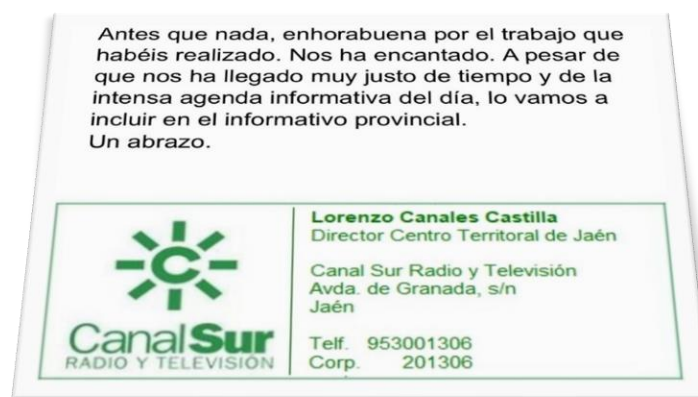 Antes que nada, enhorabuena por el trabajo que
habéis realizado. Nos ha encantado. A pesar de
que nos ha llegado muy justo de tiempo y de la
intensa agenda informativa del día, lo vamos a
incluir en el informativo provincial.
Un abrazo.
Lorenzo Canales Castilla
Director Centro Territoral de Jaén
Canal Sur Radio y Televisión
Avda. de Granada, s/n
Jaén
Telf. 953001306
Corp. 201306
CanalSur
RADIO Y TELEVISIÓN